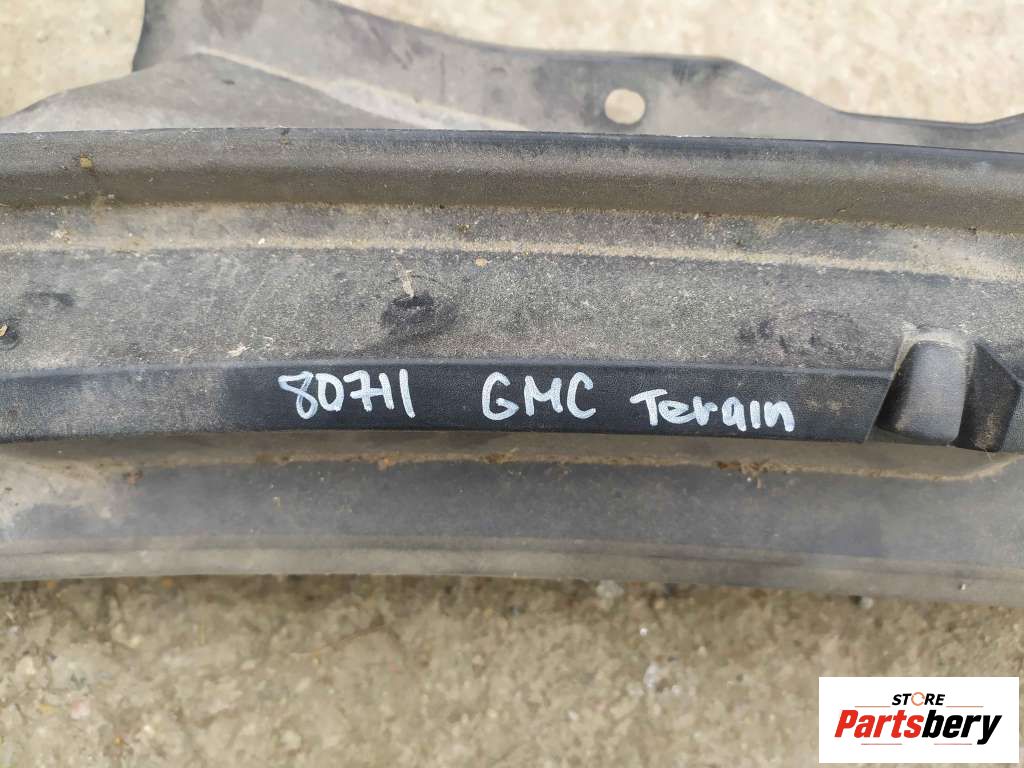 80711 GMC Terain
STORE
Partsbery